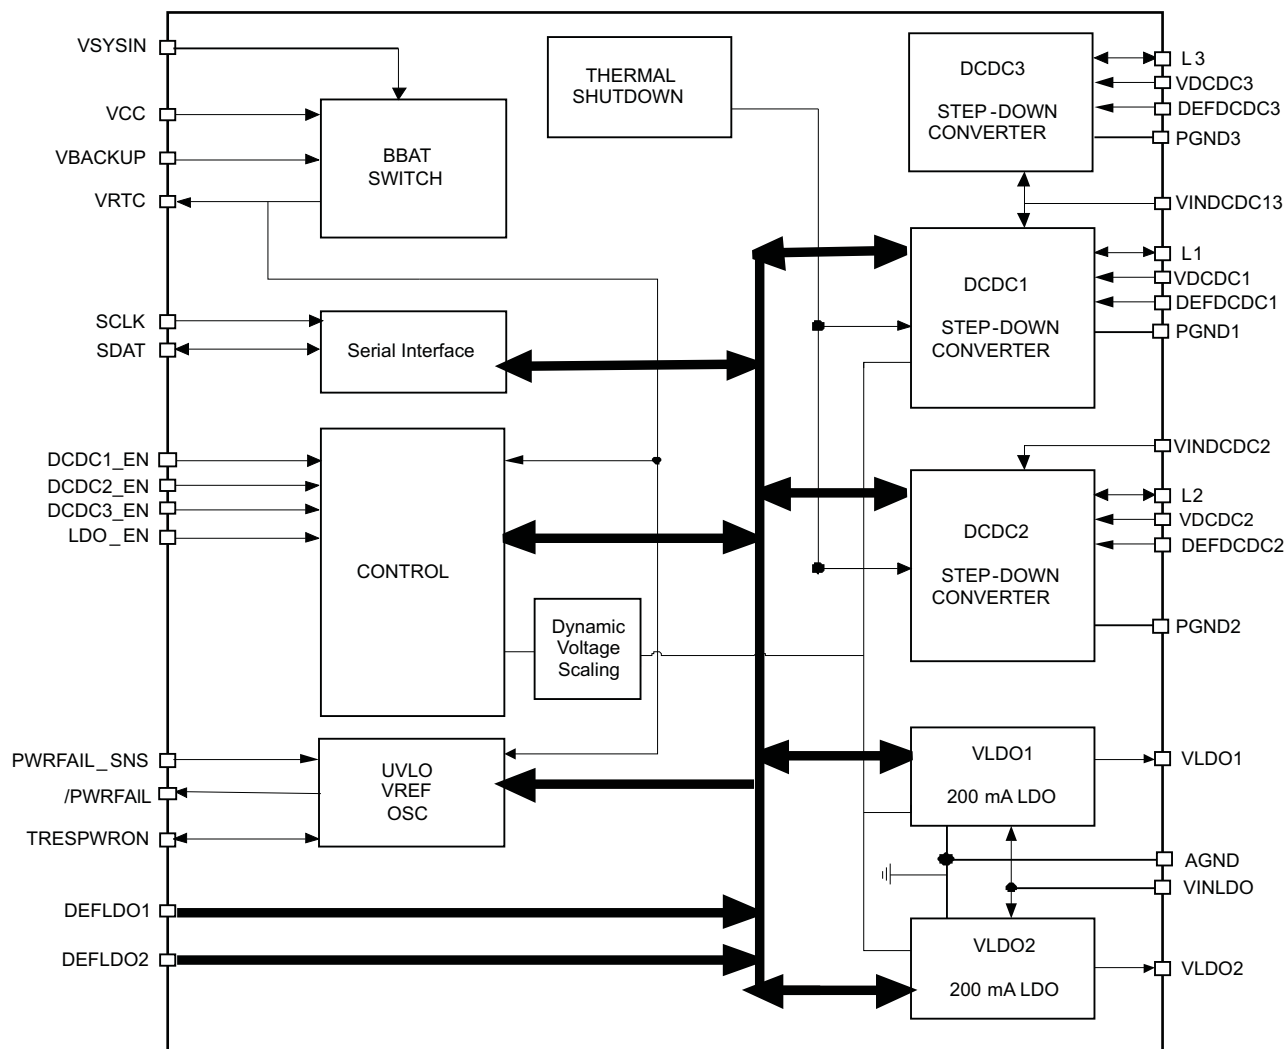 VSYSIN
VCC
VBACKUP
VRTC
SCLK
SDAT
DCDC1_EN
DCDC2_EN
DCDC3_EN
LDO_EN
PWRFAIL_SNS
/PWRFAIL
TRESPWRON
DEFLDO1
DEFLDO2
BBAT
SWITCH
Serial Interface
CONTROL
UVLO
VREF
OSC
Dynamic
Voltage
Scaling
THERMAL
SHUTDOWN
DCDC3
STEP-DOWN
CONVERTER
DCDC1
STEP-DOWN
CONVERTER
DCDC2
STEP-DOWN
CONVERTER
VLDO1
200 mA LDO
VLDO2
200 mA LDO
L3
VDCDC3
DEFDCDC3
PGND3
VINDCDC13
L1
VDCDC1
DEFDCDC1
PGND1
VINDCDC2
L2
VDCDC2
DEFDCDC2
PGND2
VLDO1
AGND
VINLDO
VLDO2